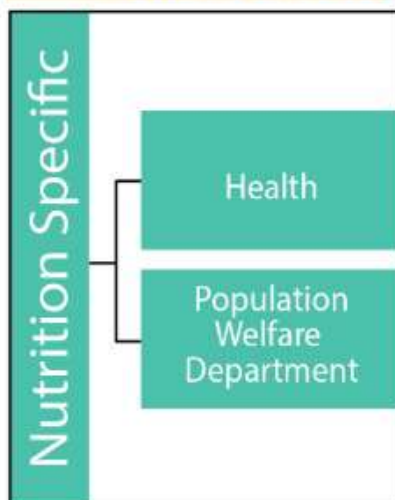 Nutrition Specific
Health
Population
Welfare
Department